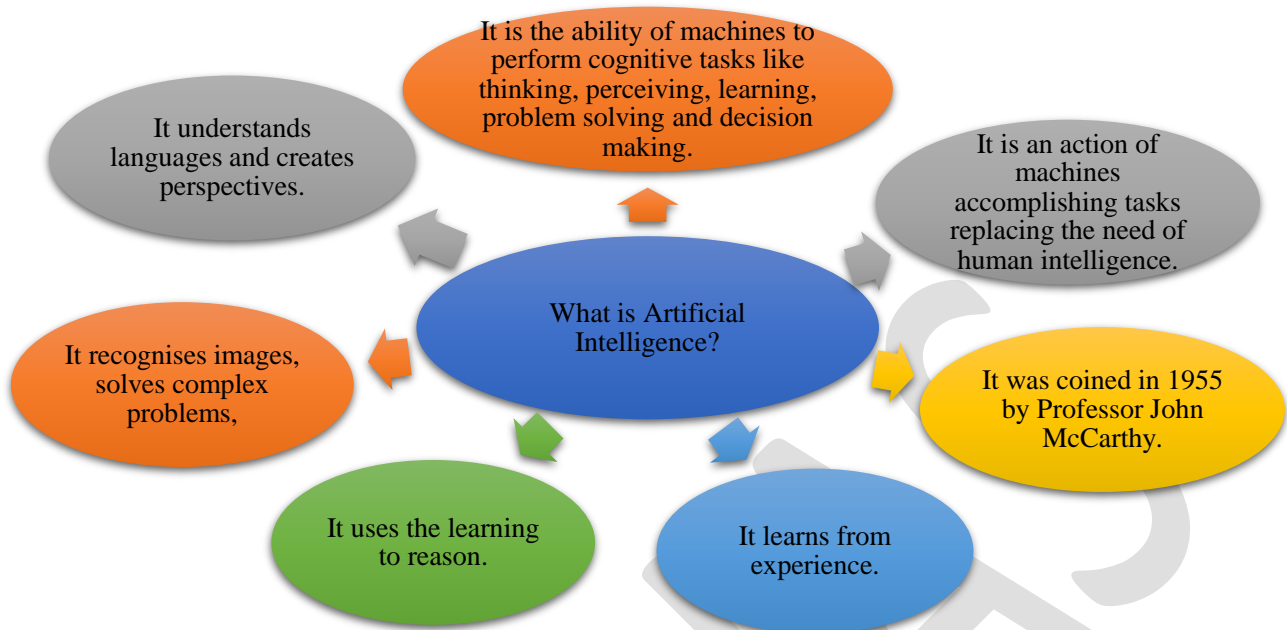 It is the ability of machines to
perform cognitive tasks like
thinking, perceiving, learning,
problem solving and decision
making.
It understands
languages and creates
perspectives.
It is an action of
machines
accomplishing tasks
replacing the need of
human intelligence.
What is Artificial
Intelligence?
It recognises images,
solves complex
problems,
It was coined in 1955
by Professor John
McCarthy.
It uses the learning
to reason.
It learns from
experience.